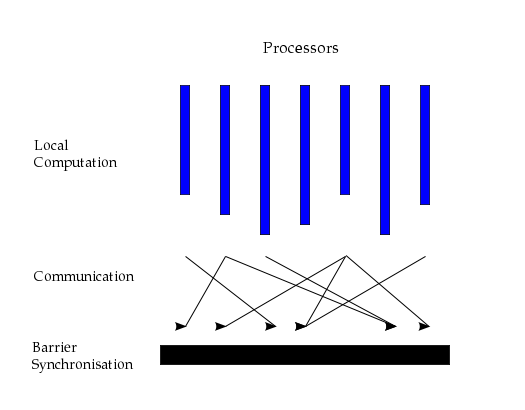 Processors
Local
Computation
Communication
Barrier
Synchronisation